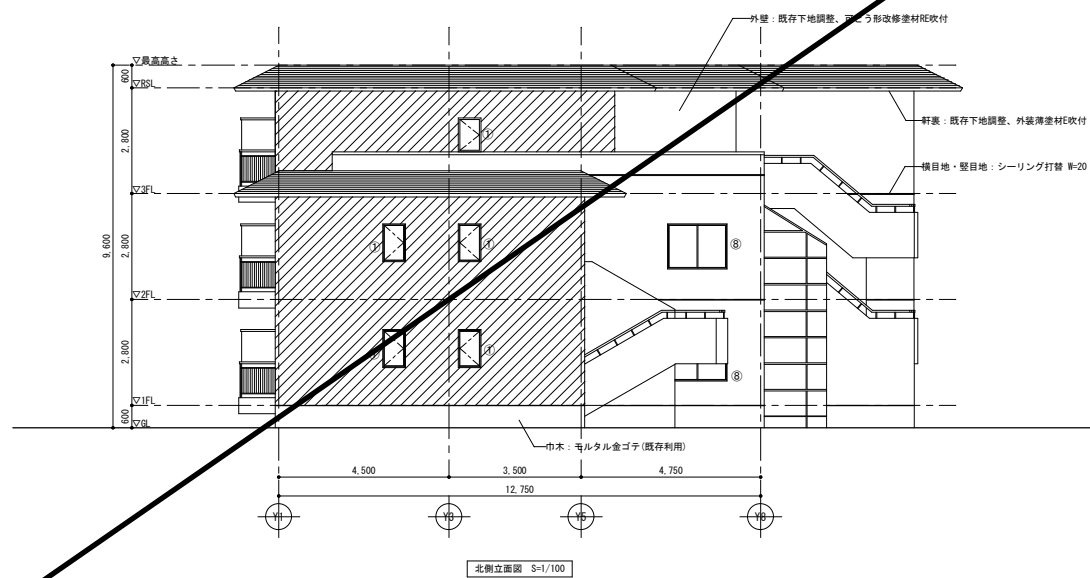 外壁：既存下地調整、可とう形改修塗材RE吹付
▽最高高さ
600
▽RSL
軒裏：既存下地調整、外装薄塗材E吹付
2,800
①
横目地・竪目地：シーリング打替 W=20
▽3FL
9,600
2,800
①
①
⑧
▽2FL
2,800
①
①
⑧
▽1FL
600
▽GL
巾木：モルタル金ゴテ(既存利用)
4,500
3,500
4,750
12,750
Y1
Y3
Y5
Y8
北側立面図 S=1/100